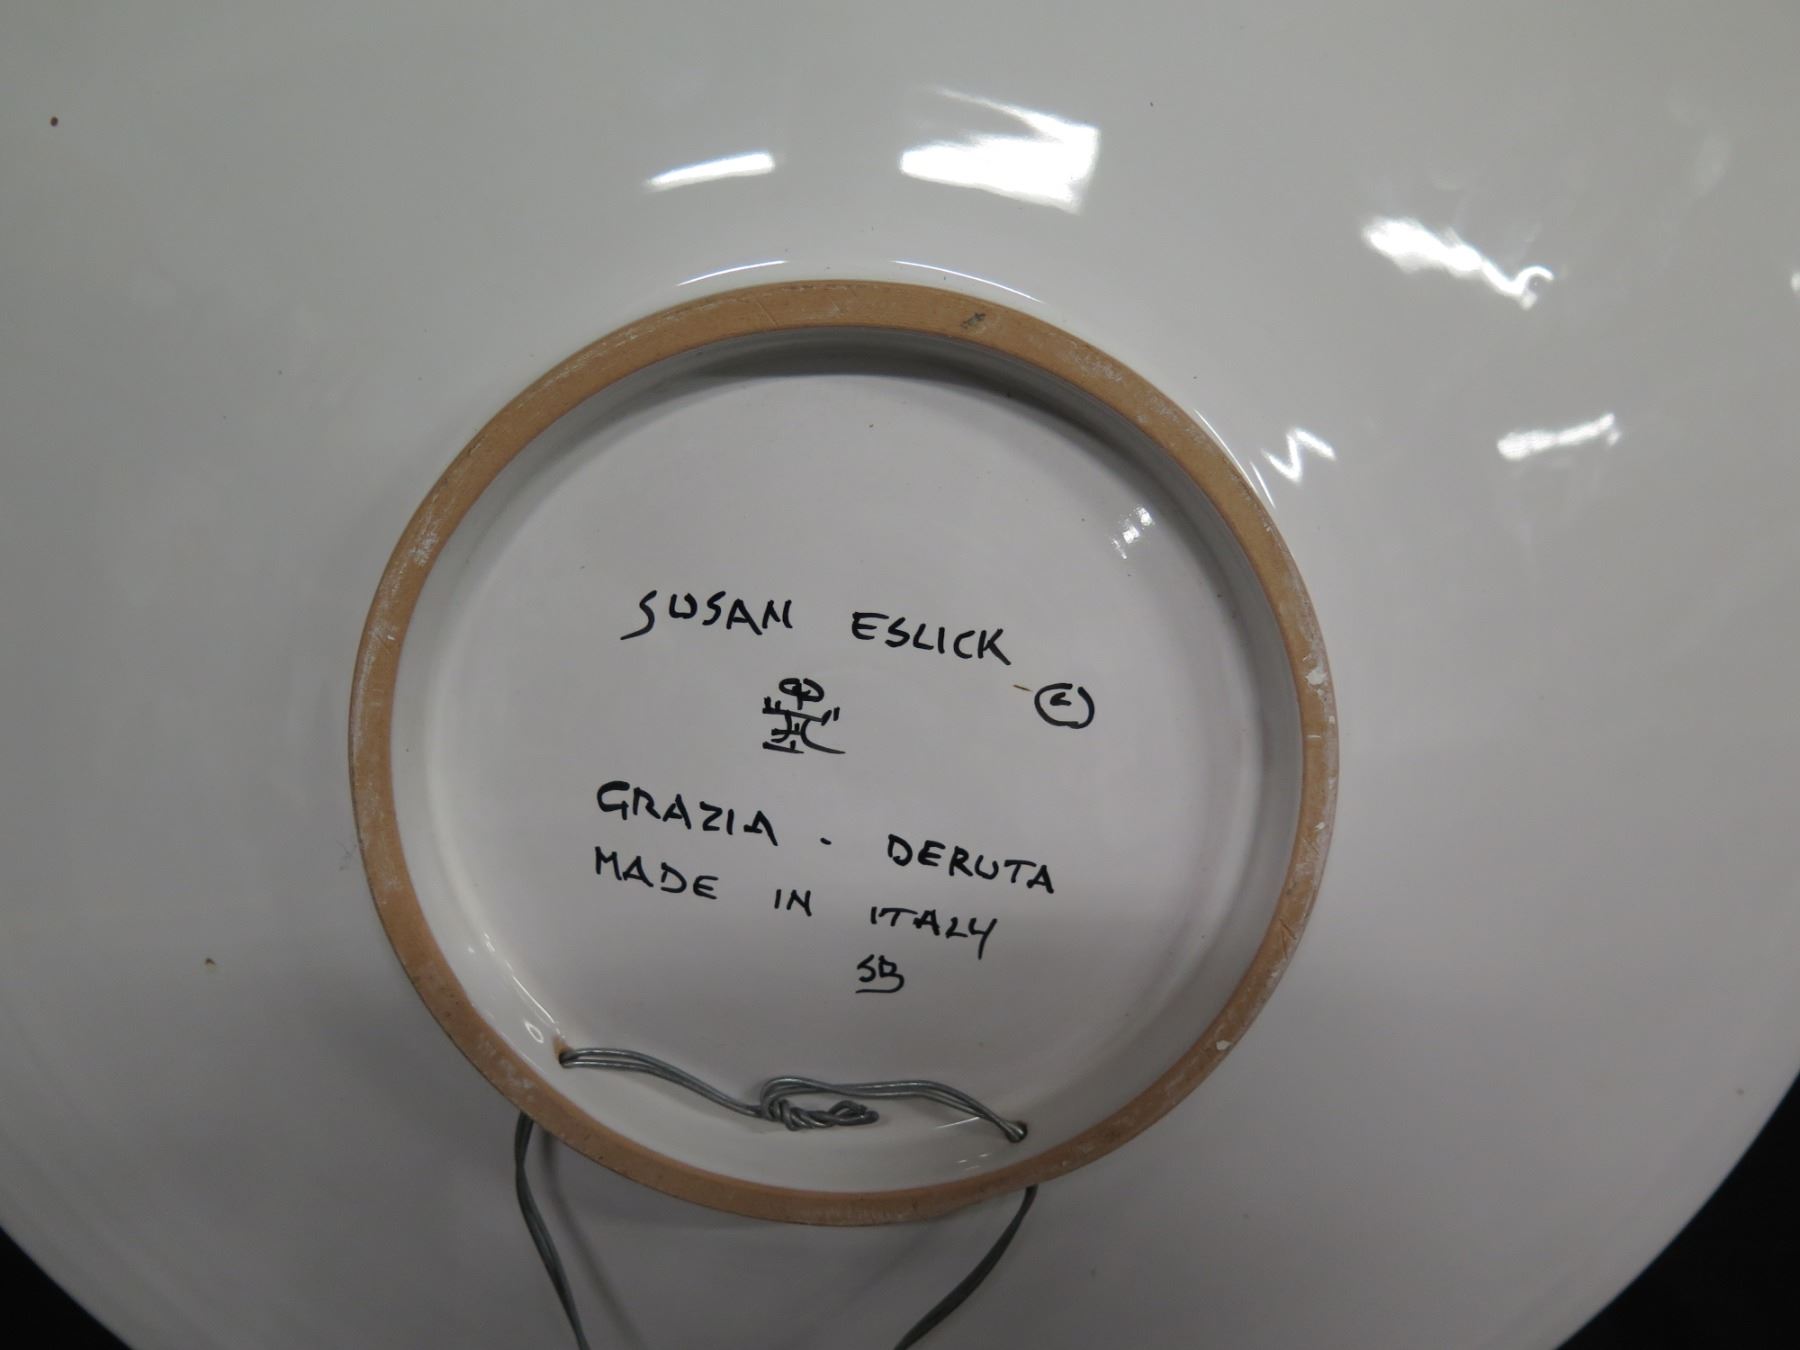 SUSAN ESLICK
©
GRAZIA . DERUTA
MADE IN ITALY
SB